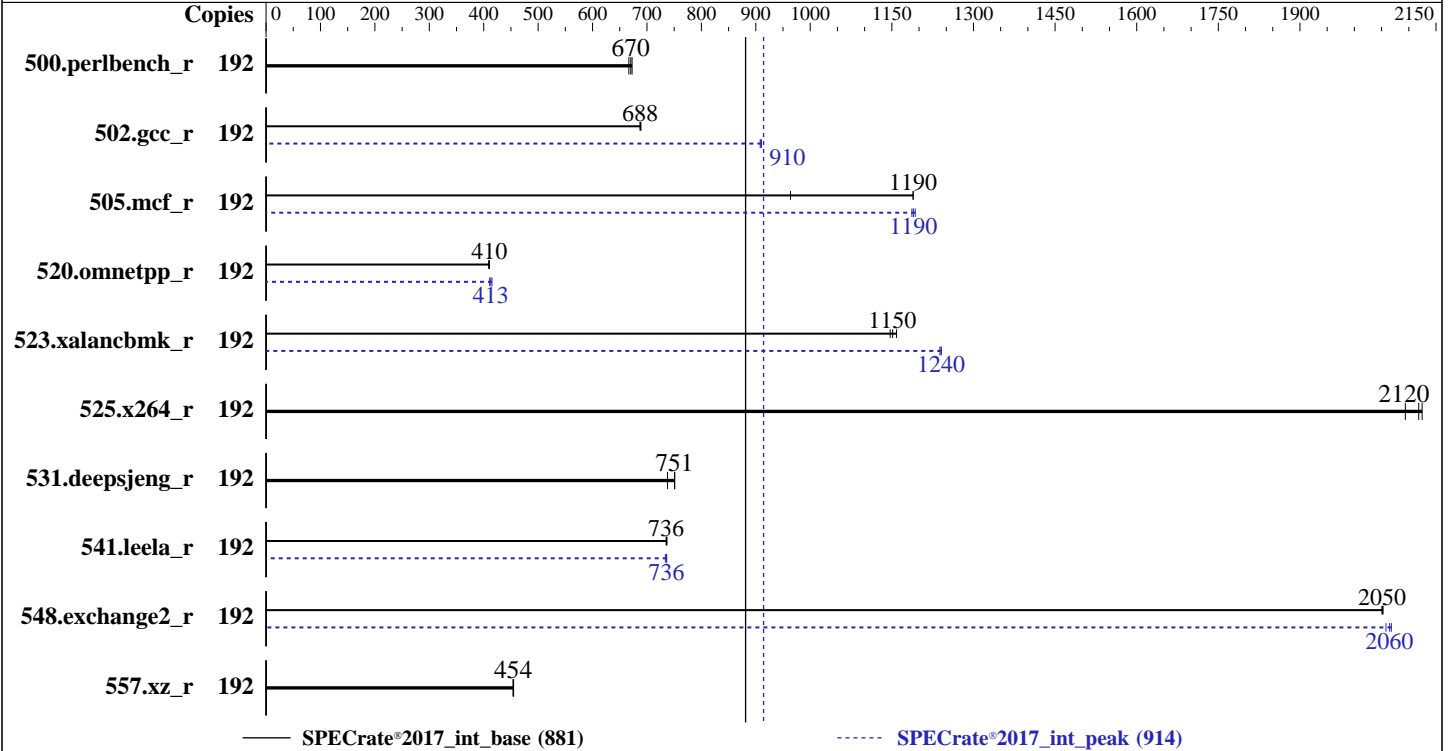 Copies 0 100 200 300 400 500 600 700 800 900 1000 1150 1300 1450 1600 1750 1900 2150
670
500.perlbench_r 192
688
502.gcc_r 192
910
1190
505.mcf_r 192
1190
410
520.omnetpp_r 192
413
1150
523.xalancbmk_r 192
1240
2120
525.x264_r 192
751
531.deepsjeng_r 192
736
541.leela_r 192
736
2050
548.exchange2_r 192
2060
454
557.xz_r 192
SPECrate®2017_int_base (881) SPECrate®2017_int_peak (914)